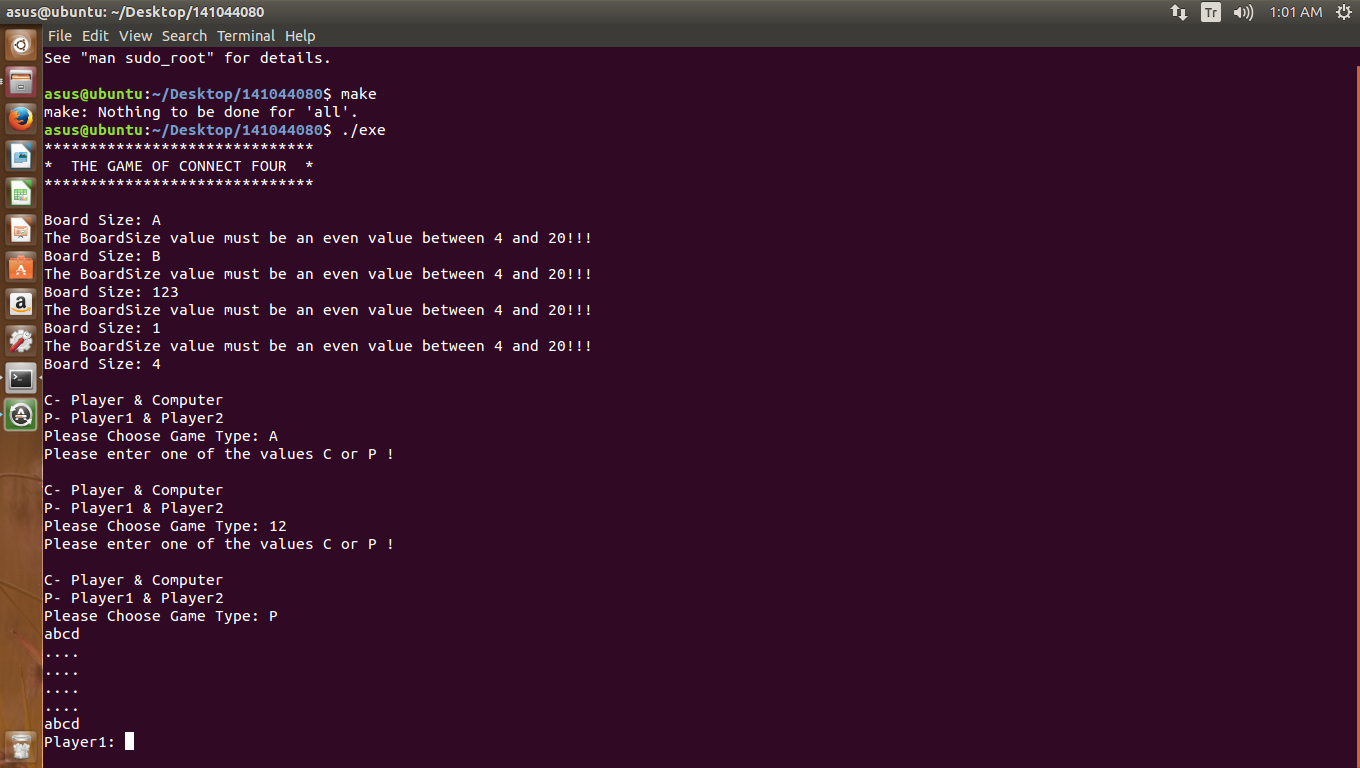 asus@ubuntu: ~/Desktop/141044080
Tr
1:01 AM
File Edit View Search Terminal Help
See "man sudo_root" for details.
asus@ubuntu:~/Desktop/141044080$ make
make: Nothing to be done for 'all'.
asus@ubuntu:~/Desktop/141044080$ ./exe
******************************
*  THE GAME OF CONNECT FOUR  *
******************************
Board Size: A
The BoardSize value must be an even value between 4 and 20!!!
Board Size: B
The BoardSize value must be an even value between 4 and 20!!!
Board Size: 123
The BoardSize value must be an even value between 4 and 20!!!
Board Size: 1
The BoardSize value must be an even value between 4 and 20!!!
Board Size: 4
C- Player & Computer
P- Player1 & Player2
Please Choose Game Type: A
Please enter one of the values C or P !
C- Player & Computer
P- Player1 & Player2
Please Choose Game Type: 12
Please enter one of the values C or P !
C- Player & Computer
P- Player1 & Player2
Please Choose Game Type: P
abcd
....
....
....
....
abcd
Player1: